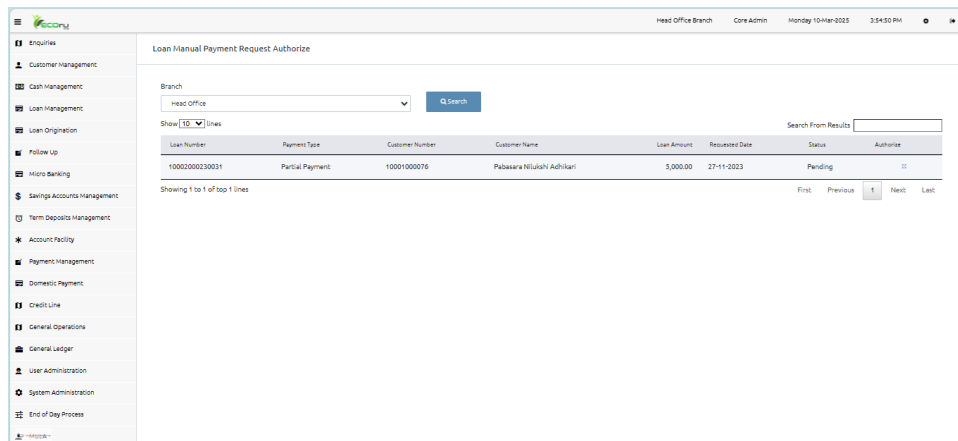 ECOFU Head Office Branch Core Admin Monday 10-Mar-2025 3:54:50 PM
Enquiries
Customer Management
Cash Management
Loan Management
Loan Origination
Follow Up
Micro Banking
Savings Accounts Management
Term Deposits Management
Account Facility
Payment Management
Domestic Payment
Credit Line
General Operations
General Ledger
User Administration
System Administration
End of Day Process
Loan Manual Payment Request Authorize
Branch
Head Office Search
Show 10 lines Search From Results
Loan Number Payment Type Customer Number Customer Name Loan Amount Requested Date Status Authorize
10002000230031 Partial Payment 10001000076 Pabasara Nilukshi Adhikari 5,000.00 27-11-2023 Pending
Showing 1 to 1 of top 1 lines First Previous 1 Next Last